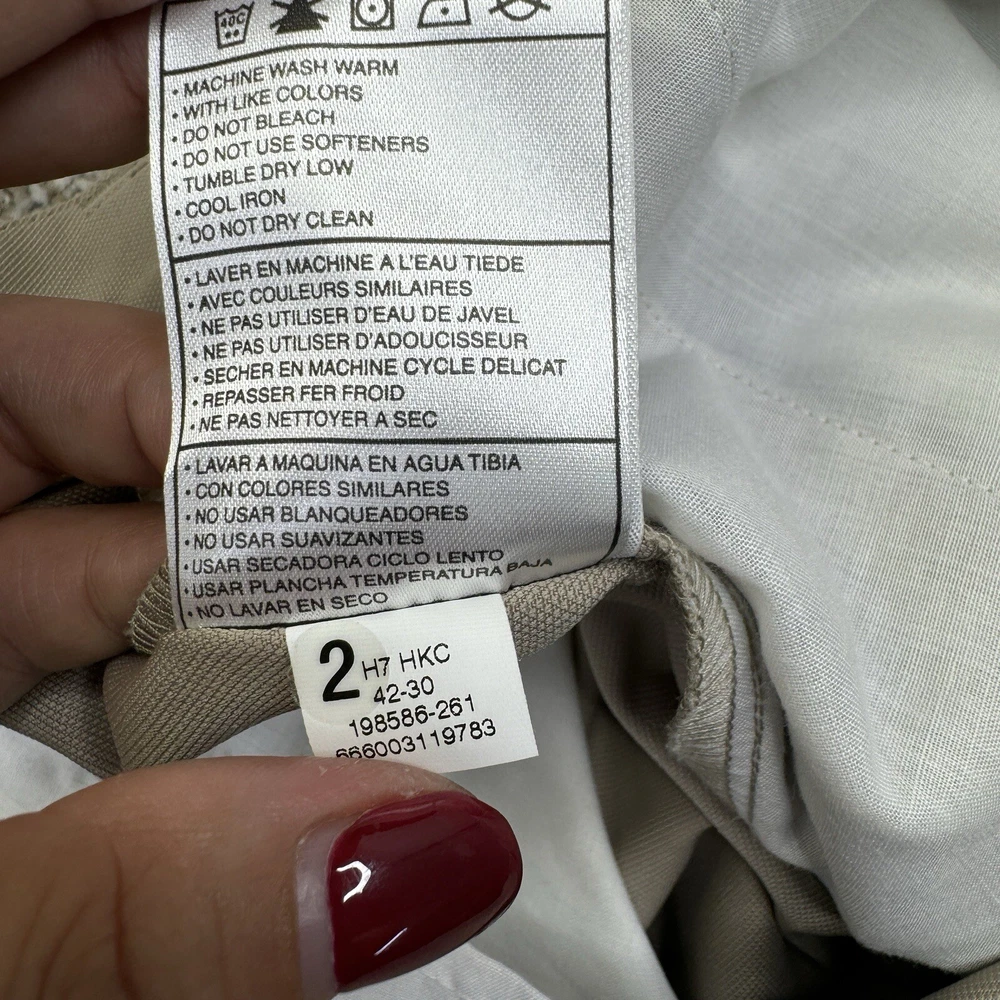 40C
• MACHINE WASH WARM
• WITH LIKE COLORS
• DO NOT BLEACH
• DO NOT USE SOFTENERS
• TUMBLE DRY LOW
• COOL IRON
• DO NOT DRY CLEAN
• LAVER EN MACHINE A L'EAU TIEDE
• AVEC COULEURS SIMILAIRES
• NE PAS UTILISER D'EAU DE JAVEL
• NE PAS UTILISER D'ADOUCISSEUR
• SECHER EN MACHINE CYCLE DELICAT
• REPASSER FER FROID
• NE PAS NETTOYER A SEC
• LAVAR A MAQUINA EN AGUA TIBIA
• CON COLORES SIMILARES
• NO USAR BLANQUEADORES
• NO USAR SUAVIZANTES
• USAR SECADORA CICLO LENTO
• USAR PLANCHA TEMPERATURA BAJA
• NO LAVAR EN SECO
2 H7 HKC
42-30
198586-261
666003119783